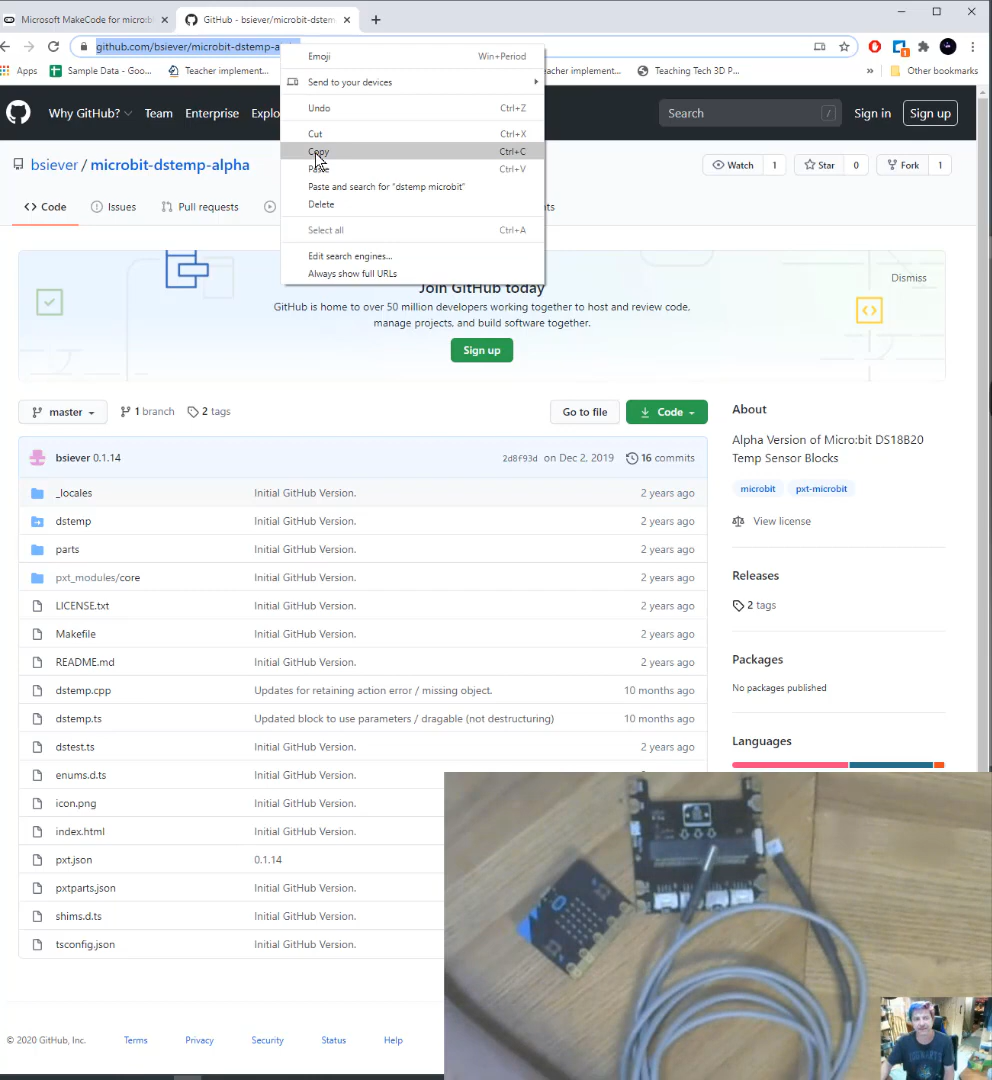 Microsoft MakeCode for micro:b
GitHub - bsiever/microbit-dstem
github.com/bsiever/microbit-dstemp-a
Apps
Sample Data - Goo...
Teacher implement...
acher implement...
Teaching Tech 3D P...
»
Other bookmarks
Emoji Win+Period
Send to your devices
Undo Ctrl+Z
Cut Ctrl+X
Copy Ctrl+C
Paste Ctrl+V
Paste and search for "dstemp microbit"
Delete
Select all Ctrl+A
Edit search engines...
Always show full URLs
Why GitHub?
Team
Enterprise
Explo
Search /
Sign in
Sign up
bsiever / microbit-dstemp-alpha
Watch 1
Star 0
Fork 1
Code
Issues
Pull requests
nts
Join GitHub today
Dismiss
GitHub is home to over 50 million developers working together to host and review code,
manage projects, and build software together.
Sign up
master
1 branch
2 tags
Go to file
Code
bsiever 0.1.14 2d8f93d on Dec 2, 2019 16 commits
_locales Initial GitHub Version. 2 years ago
dstemp Initial GitHub Version. 2 years ago
parts Initial GitHub Version. 2 years ago
pxt_modules/core Initial GitHub Version. 2 years ago
LICENSE.txt Initial GitHub Version. 2 years ago
Makefile Initial GitHub Version. 2 years ago
README.md Initial GitHub Version. 2 years ago
dstemp.cpp Updates for retaining action error / missing object. 10 months ago
dstemp.ts Updated block to use parameters / dragable (not destructuring) 10 months ago
dstest.ts Initial GitHub Version. 2 years ago
enums.d.ts Initial GitHub Version.
icon.png Initial GitHub Version.
index.html Initial GitHub Version.
pxt.json 0.1.14
pxtparts.json Initial GitHub Version.
shims.d.ts Initial GitHub Version.
tsconfig.json Initial GitHub Version.
About
Alpha Version of Micro:bit DS18B20
Temp Sensor Blocks
microbit
pxt-microbit
View license
Releases
2 tags
Packages
No packages published
Languages
© 2020 GitHub, Inc.
Terms
Privacy
Security
Status
Help